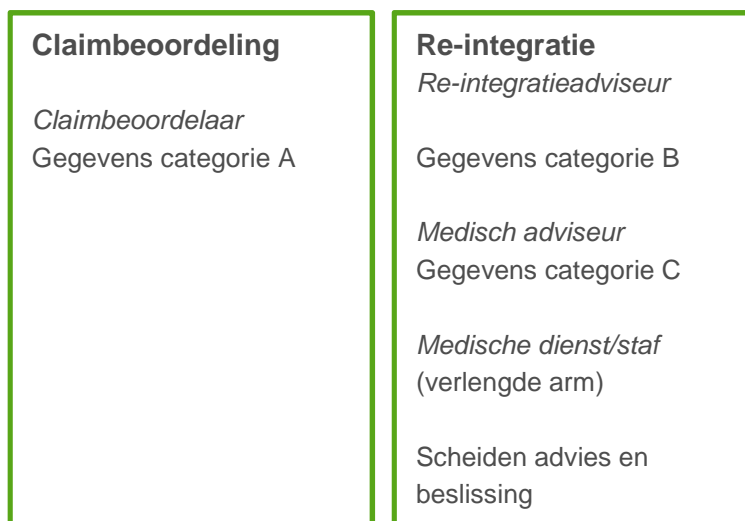 Claimbeoordeling
Claimbeoordelaar
Gegevens categorie A
Re-integratie
Re-integratieadviseur
Gegevens categorie B
Medisch adviseur
Gegevens categorie C
Medische dienst/staf
(verlengde arm)
Scheiden advies en
beslissing